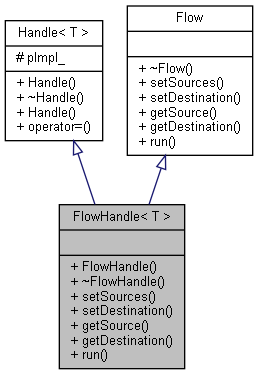 Handle< T >
# pImpl_
+ Handle()
+ ~Handle()
+ Handle()
+ operator=()
Flow
+ ~Flow()
+ setSources()
+ setDestination()
+ getSource()
+ getDestination()
+ run()
FlowHandle< T >
+ FlowHandle()
+ ~FlowHandle()
+ setSources()
+ setDestination()
+ getSource()
+ getDestination()
+ run()